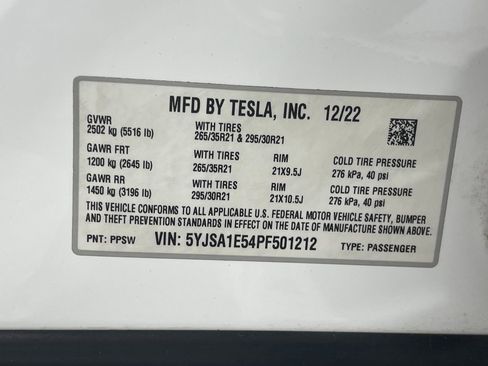 MFD BY TESLA, INC. 12/22
GVWR
2502 kg (5516 lb)
WITH TIRES
265/35R21 & 295/30R21
GAWR FRT
1200 kg (2645 lb)
WITH TIRES
265/35R21
RIM
21X9.5J
COLD TIRE PRESSURE
276 kPa, 40 psi
GAWR RR
1450 kg (3196 lb)
WITH TIRES
295/30R21
RIM
21X10.5J
COLD TIRE PRESSURE
276 kPa, 40 psi
THIS VEHICLE CONFORMS TO ALL APPLICABLE U.S. FEDERAL MOTOR VEHICLE SAFETY, BUMPER
AND THEFT PREVENTION STANDARDS IN EFFECT ON THE DATE OF MANUFACTURE SHOWN ABOVE.
PNT: PPSW VIN: 5YJSA1E54PF501212 TYPE: PASSENGER